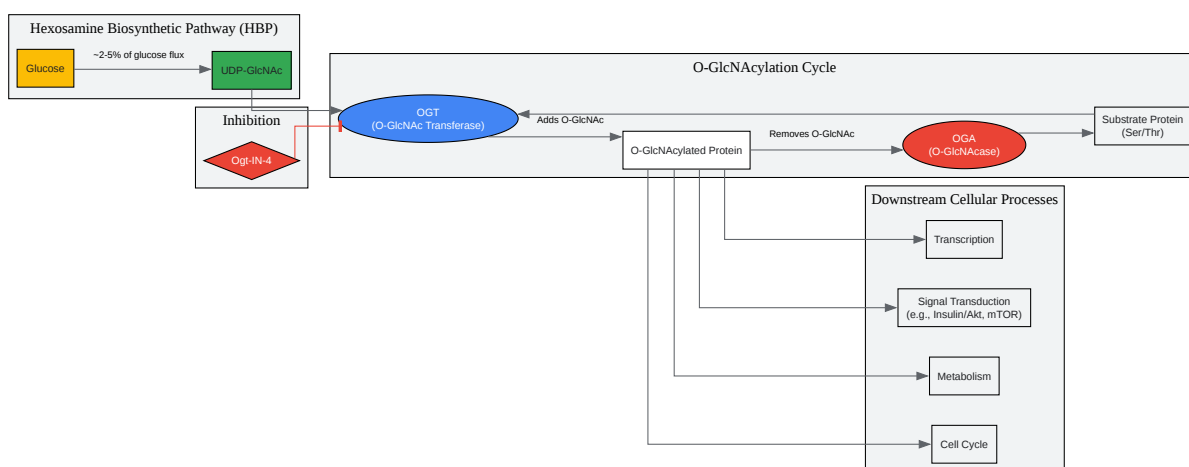 Hexosamine Biosynthetic Pathway (HBP)
Glucose
~2-5% of glucose flux
UDP-GlcNAc
O-GlcNAcylation Cycle
OGT
(O-GlcNAc Transferase)
Adds O-GlcNAc
O-GlcNAcylated Protein
Removes O-GlcNAc
OGA
(O-GlcNAcase)
Substrate Protein
(Ser/Thr)
Inhibition
Ogt-IN-4
Downstream Cellular Processes
Transcription
Signal Transduction
(e.g., Insulin/Akt, mTOR)
Metabolism
Cell Cycle